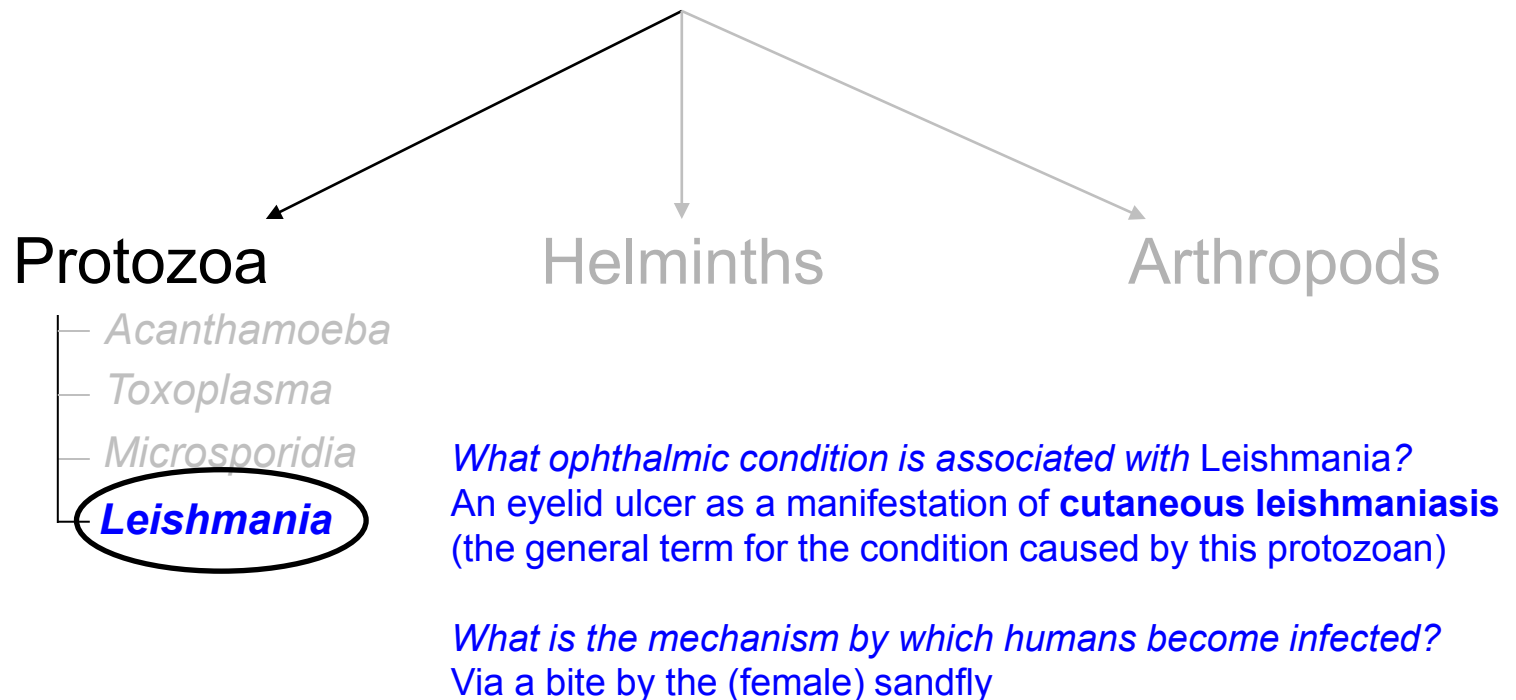 Protozoa
Helminths
Arthropods
Acanthamoeba
Toxoplasma
Microsporidia
Leishmania
What ophthalmic condition is associated with Leishmania?
An eyelid ulcer as a manifestation of cutaneous leishmaniasis
(the general term for the condition caused by this protozoan)
What is the mechanism by which humans become infected?
Via a bite by the (female) sandfly